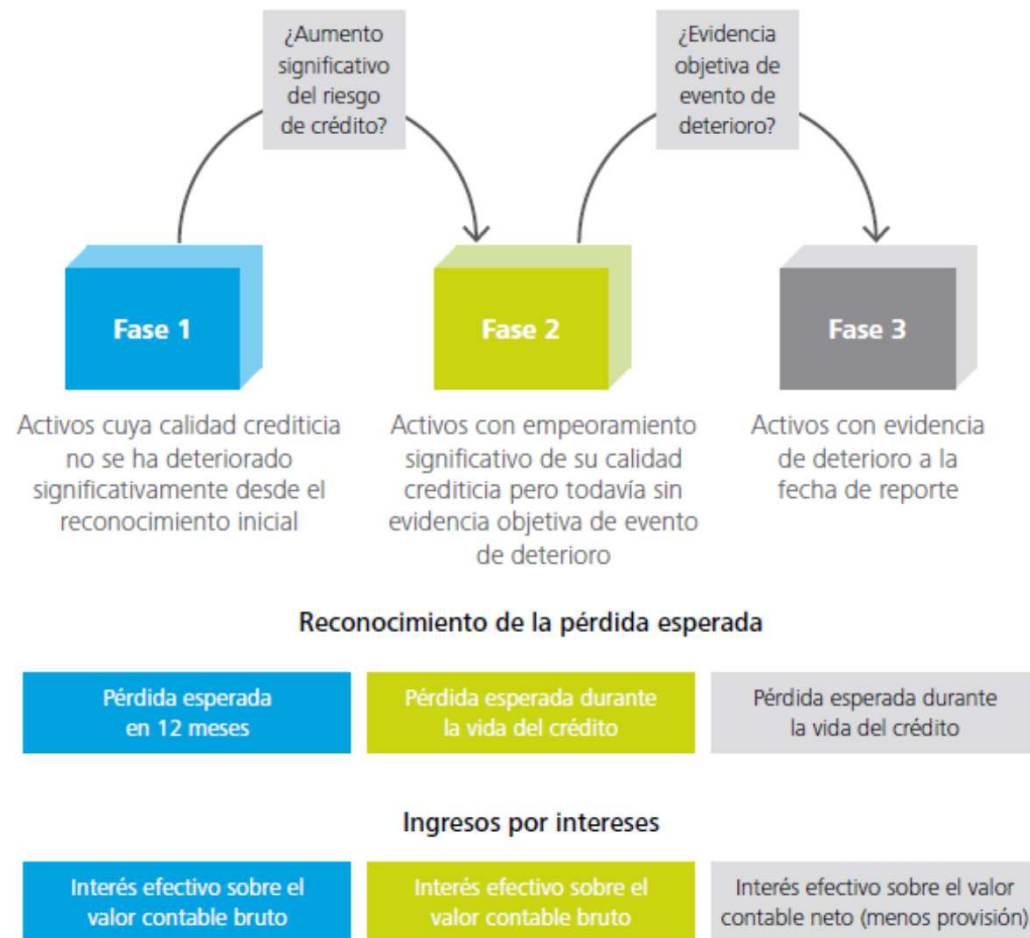 ¿Aumento
significativo
del riesgo
de crédito?
¿Evidencia
objetiva de
evento de
deterioro?
Fase 1
Fase 2
Fase 3
Activos cuya calidad crediticia
no se ha deteriorado
significativamente desde el
reconocimiento inicial
Activos con empeoramiento
significativo de su calidad
crediticia pero todavía sin
evidencia objetiva de evento
de deterioro
Activos con evidencia
de deterioro a la
fecha de reporte
Reconocimiento de la pérdida esperada
Pérdida esperada
en 12 meses
Pérdida esperada durante
la vida del crédito
Pérdida esperada durante
la vida del crédito
Ingresos por intereses
Interés efectivo sobre el
valor contable bruto
Interés efectivo sobre el
valor contable bruto
Interés efectivo sobre el valor
contable neto (menos provisión)